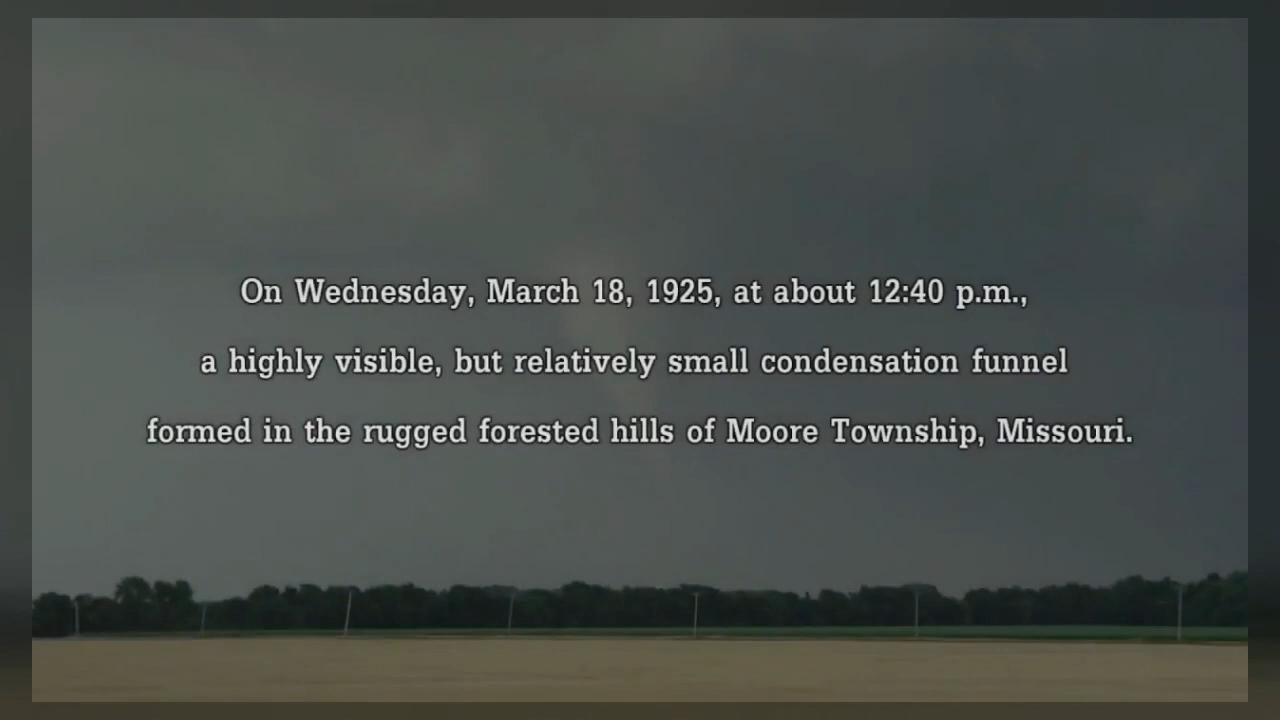 On Wednesday, March 18, 1925, at about 12:40 p.m.,
a highly visible, but relatively small condensation funnel
formed in the rugged forested hills of Moore Township, Missouri.